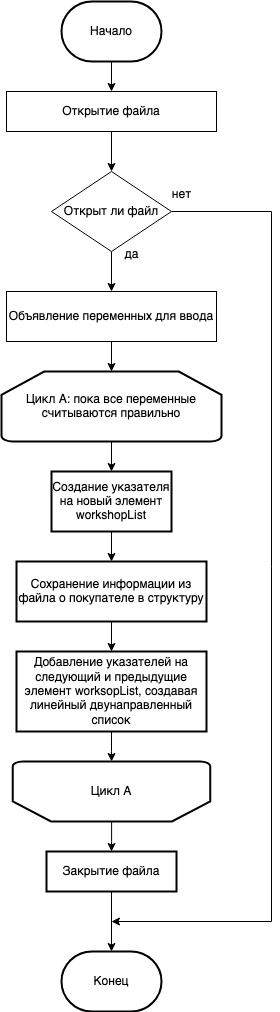 Начало
Открытие файла
Открыт ли файл
нет
да
Объявление переменных для ввода
Цикл А: пока все переменные
считываются правильно
Создание указателя
на новый элемент
workshopList
Сохранение информации из
файла о покупателе в структуру
Добавление указателей на
следующий и предыдущие
элемент worksopList, создавая
линейный двунаправленный
список
Цикл А
Закрытие файла
Конец